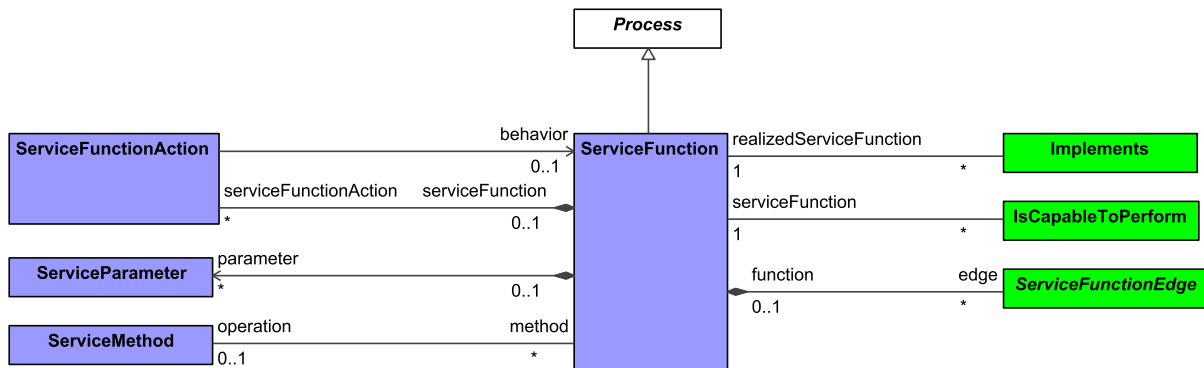 Process
ServiceFunctionAction
behavior
0..1
ServiceFunction
realizedServiceFunction
1
*
Implements
serviceFunctionAction
*
serviceFunction
0..1
serviceFunction
1
*
IsCapableToPerform
ServiceParameter
parameter
*
0..1
function
0..1
edge
*
ServiceFunctionEdge
ServiceMethod
operation
0..1
method
*